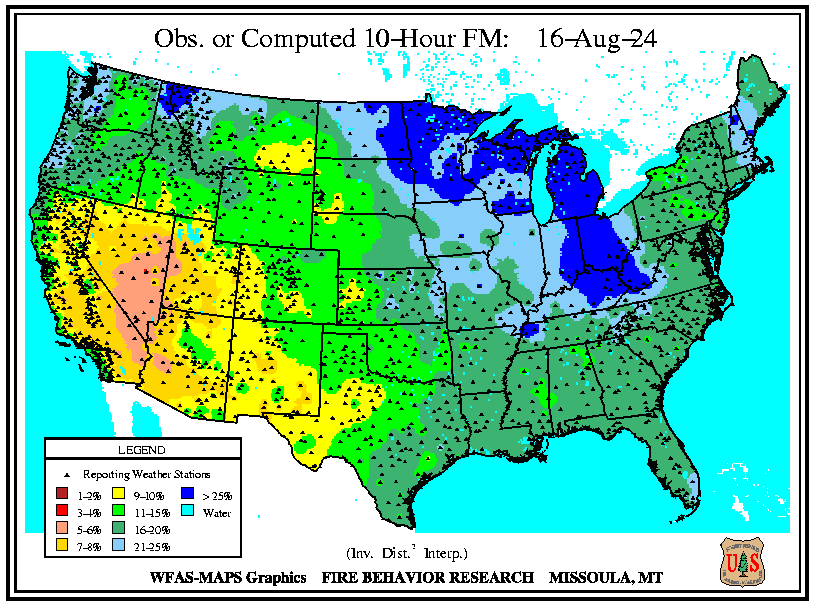 Obs. or Computed 10-Hour FM: 16-Aug-24
LEGEND
Reporting Weather Stations
1-2% 9-10% > 25%
3-4% 11-15% Water
5-6% 16-20%
7-8% 21-25%
(Inv. Dist.² Interp.)
WFAS-MAPS Graphics FIRE BEHAVIOR RESEARCH MISSOULA, MT
U S